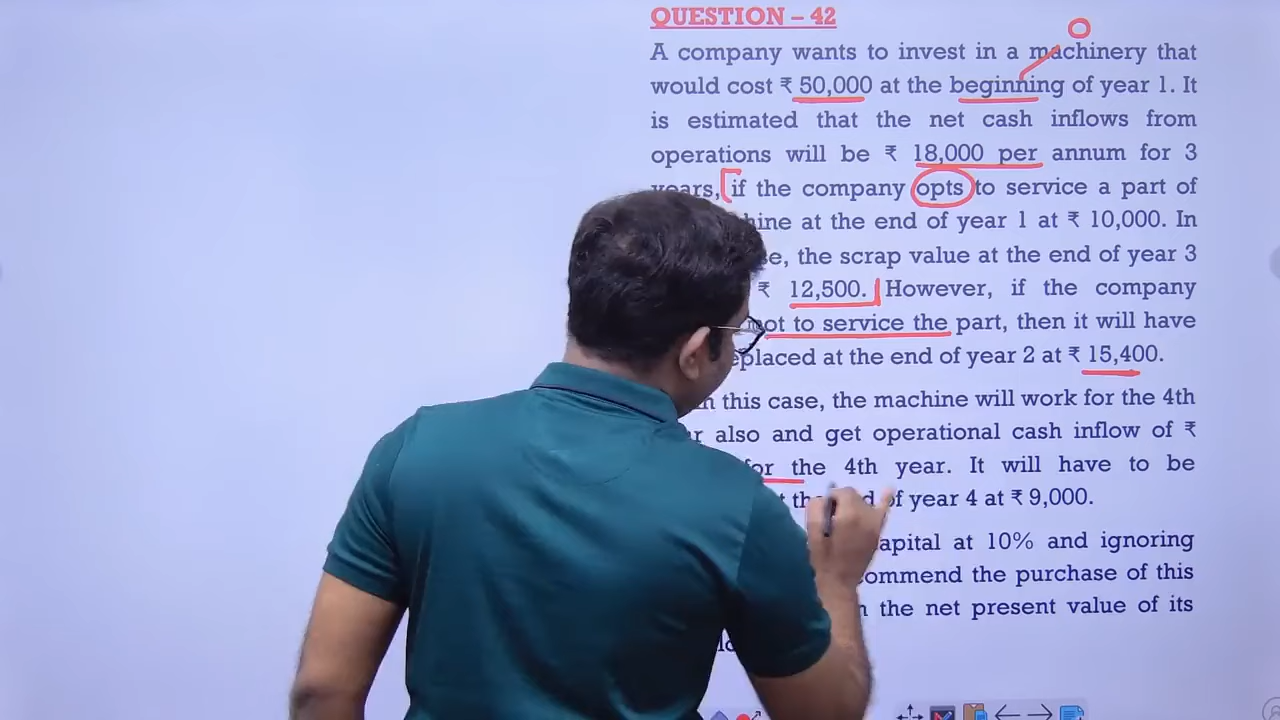 QUESTION – 42
A company wants to invest in a machinery that
would cost ₹ 50,000 at the beginning of year 1. It
is estimated that the net cash inflows from
operations will be ₹ 18,000 per annum for 3
years, if the company opts to service a part of
at the end of year 1 at ₹ 10,000. In
the scrap value at the end of year 3
₹ 12,500. However, if the company
not to service the part, then it will have
at the end of year 2 at ₹ 15,400.
this case, the machine will work for the 4th
also and get operational cash inflow of ₹
for the 4th year. It will have to be
of year 4 at ₹ 9,000.
at 10% and ignoring
the purchase of this
the net present value of its